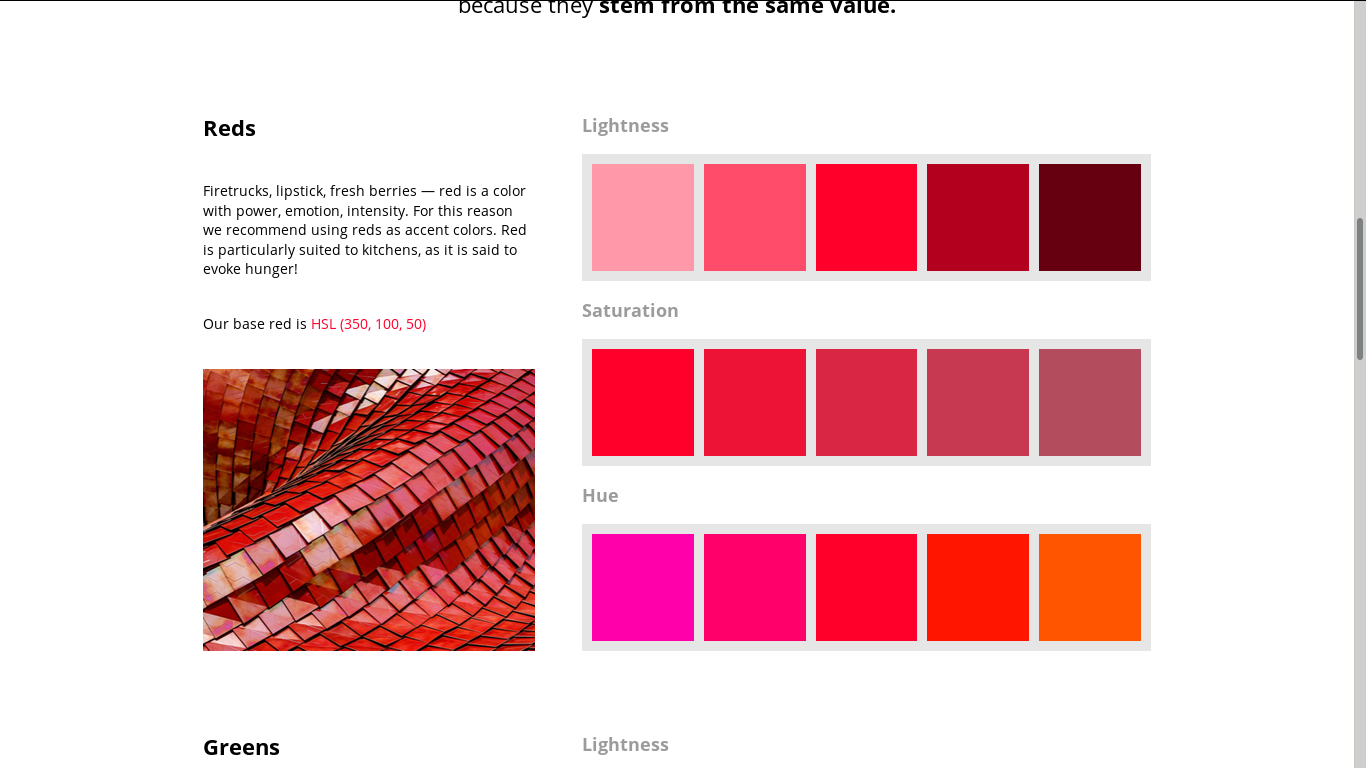 because they stem from the same value.
Reds
Firetrucks, lipstick, fresh berries — red is a color
with power, emotion, intensity. For this reason
we recommend using reds as accent colors. Red
is particularly suited to kitchens, as it is said to
evoke hunger!
Our base red is HSL (350, 100, 50)
Lightness
Saturation
Hue
Greens
Lightness